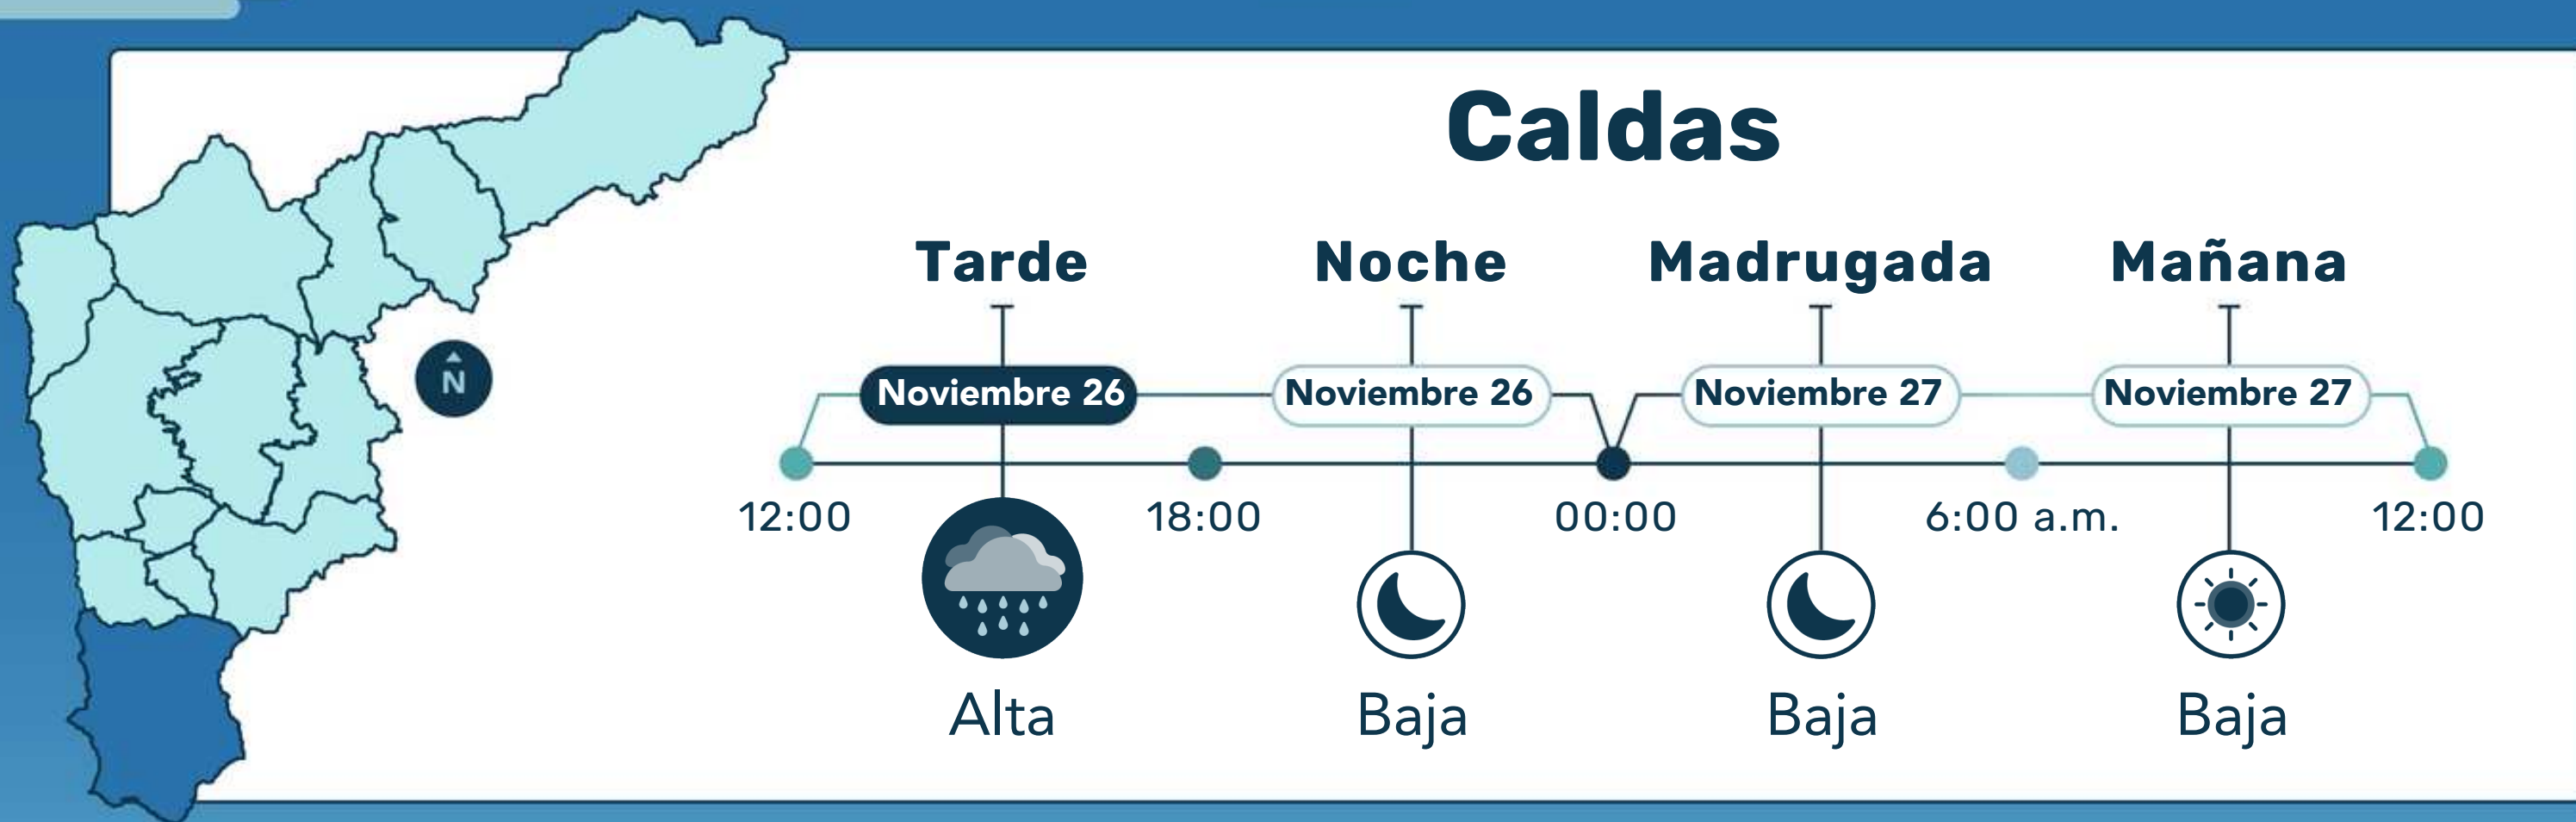 Caldas
Tarde Noche Madrugada Mañana
N
Noviembre 26 Noviembre 26 Noviembre 27 Noviembre 27
12:00 18:00 00:00 6:00 a.m. 12:00
Alta Baja Baja Baja